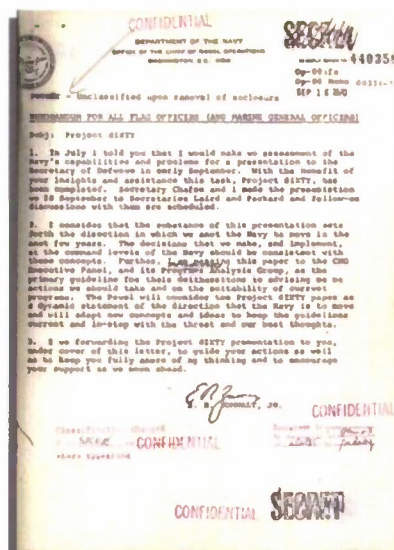 CONFIDENTIAL
SECRET
DEPARTMENT OF THE NAVY
OFFICE OF THE CHIEF OF NAVAL OPERATIONS
WASHINGTON D.C. 20350
440359
Op-00:fs
Op-00 Memo
SEP 16 1970
- Unclassified upon removal of enclosure
MEMORANDUM FOR ALL FLAG OFFICERS (AND MARINE GENERAL OFFICERS)
Subj: Project SIXTY
1. In July I told you that I would make an assessment of the
Navy's capabilities and problems for a presentation to the
Secretary of Defense in early September. With the benefit of
your insights and assistance this task, Project SIXTY, has
been completed. Secretary Chafee and I made the presentation
on 10 September to Secretaries Laird and Packard and follow-on
discussions with them are scheduled.
2. I consider that the substance of this presentation sets
forth the direction in which we want the Navy to move in the
next few years. The decisions that we make, and implement,
at the command levels of the Navy should be consistent with
these concepts. Further, I am making this paper to the CNO
Executive Panel, and its Program Analysis Group, as the
primary guideline for their deliberations in advising me on
actions we should take and on the suitability of current
programs. The Panel will consider the Project SIXTY paper as
a dynamic statement of the direction that the Navy is to move
and will adapt new concepts and ideas to keep the guidelines
current and in-step with the threat and our best thoughts.
3. I am forwarding the Project SIXTY presentation to you,
under cover of this letter, to guide your actions as well
as to keep you fully aware of my thinking and to encourage
your support as we move ahead.
E. R. ZUMWALT, JR.
CONFIDENTIAL
CONFIDENTIAL
CONFIDENTIAL
SECRET